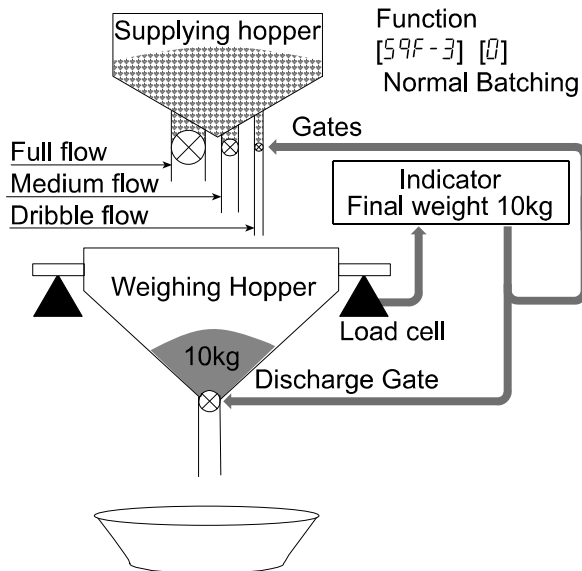 Supplying hopper
Function
[SqF-3] [0]
Normal Batching
Gates
Full flow
Medium flow
Dribble flow
Indicator
Final weight 10kg
Weighing Hopper
Load cell
10kg
Discharge Gate